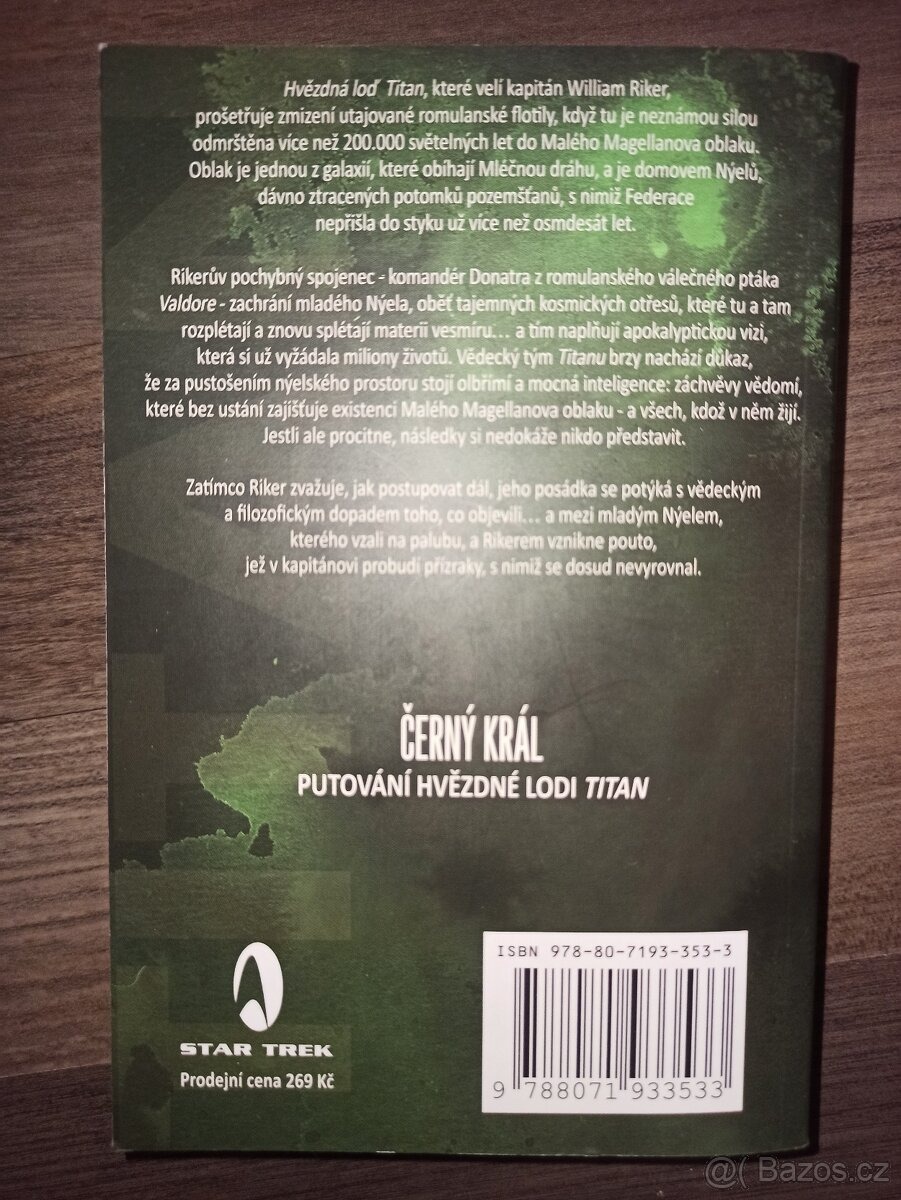 Hvězdná loď Titan, které velí kapitán William Riker,
prošetřuje zmizení utajované romulanské flotily, když tu je neznámou silou
odmrštěna více než 200.000 světelných let do Malého Magellanova oblaku.
Oblak je jednou z galaxií, které obíhají Mléčnou dráhu, a je domovem Nýelů,
dávno ztracených potomků pozemšťanů, s nimiž Federace
nepřišla do styku už více než osmdesát let.
Rikerův pochybný spojenec - komandér Donatra z romulanského válečného ptáka
Valdore - zachrání mladého Nýela, oběť tajemných kosmických otřesů, které tu a tam
rozplétají a znovu splétají materii vesmíru... a tím naplňují apokalyptickou vizi,
která si už vyžádala miliony životů. Vědecký tým Titanu brzy nachází důkaz,
že za pustošením nýelského prostoru stojí olbřímí a mocná inteligence: záchvěvy vědomí,
které bez ustání zajišťuje existenci Malého Magellanova oblaku - a všech, kdož v něm žijí.
Jestli ale procitne, následky si nedokáže nikdo představit.
Zatímco Riker zvažuje, jak postupovat dál, jeho posádka se potýká s vědeckým
a filozofickým dopadem toho, co objevili... a mezi mladým Nýelem,
kterého vzali na palubu, a Rikerem vznikne pouto,
jež v kapitánovi probudí přízraky, s nimiž se dosud nevyrovnal.
ČERNÝ KRÁL
PUTOVÁNÍ HVĚZDNÉ LODI TITAN
STAR TREK
Prodejní cena 269 Kč
ISBN 978-80-7193-353-3
9 788071 933533
@( Bazoš.cz